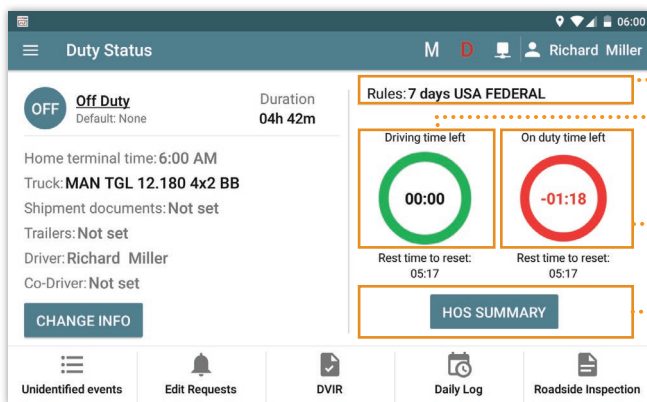 06:00
Duty Status
M D Richard Miller
OFF
Off Duty
Default: None
Duration
04h 42m
Home terminal time: 6:00 AM
Truck: MAN TGL 12.180 4x2 BB
Shipment documents: Not set
Trailers: Not set
Driver: Richard Miller
Co-Driver: Not set
CHANGE INFO
Rules: 7 days USA FEDERAL
Driving time left
00:00
Rest time to reset:
05:17
On duty time left
-01:18
Rest time to reset:
05:17
HOS SUMMARY
Unidentified events
Edit Requests
DVIR
Daily Log
Roadside Inspection